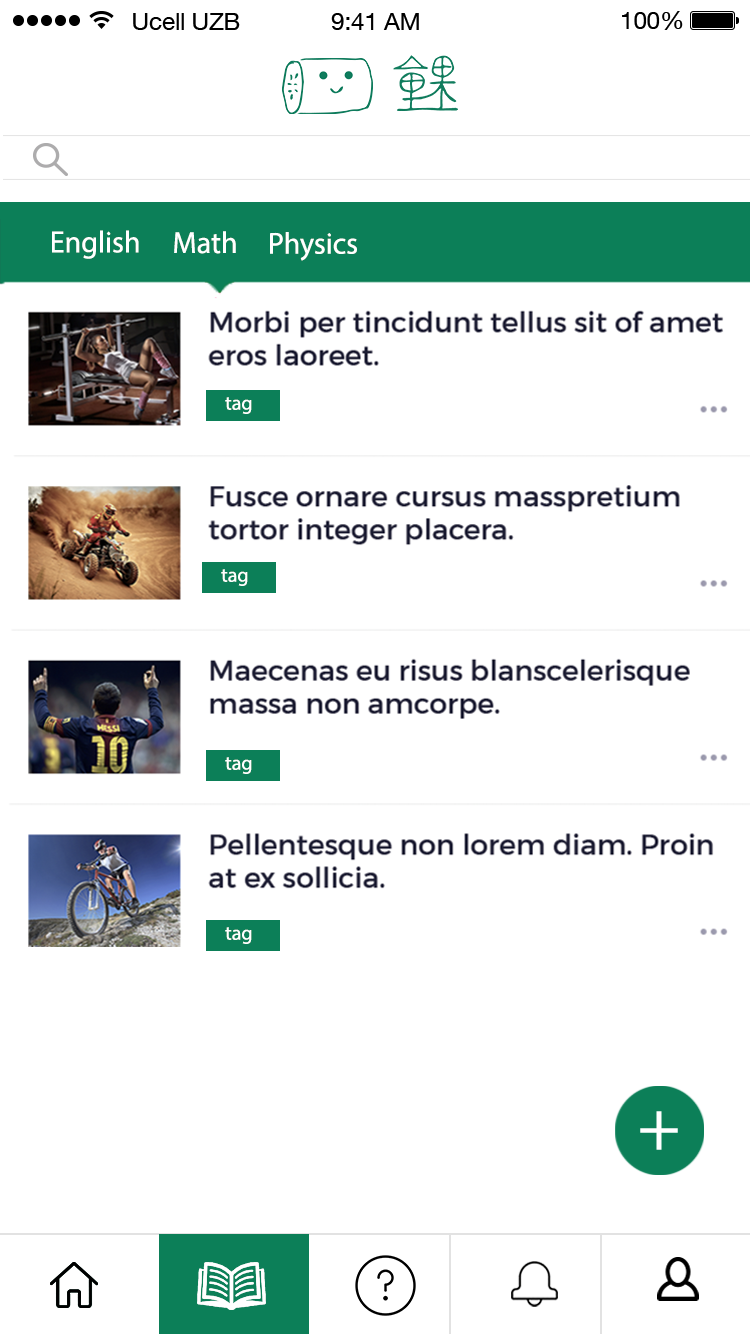 Ucell UZB 9:41 AM 100%
English Math Physics
Morbi per tincidunt tellus sit of amet
eros laoreet.
tag
Fusce ornare cursus masspretium
tortor integer placera.
tag
Maecenas eu risus blanscelerisque
massa non amcorpe.
MESSI
10
tag
Pellentesque non lorem diam. Proin
at ex sollicia.
tag
?